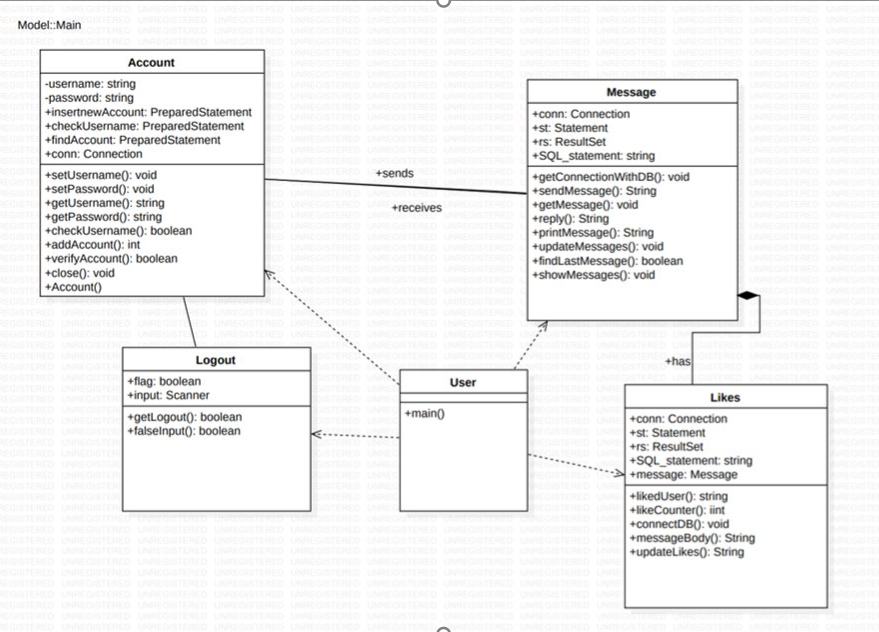 Model::Main
Account
-username: string
-password: string
+insertnewAccount: PreparedStatement
+checkUsername: PreparedStatement
+findAccount: PreparedStatement
+conn: Connection
+setUsername(): void
+setPassword(): void
+getUsername(): string
+getPassword(): string
+checkUsername(): boolean
+addAccount(): int
+verifyAccount(): boolean
+close(): void
+Account()
+sends
+receives
Message
+conn: Connection
+st: Statement
+rs: ResultSet
+SQL_statement: string
+getConnectionWithDB(): void
+sendMessage(): String
+getMessage(): void
+reply(): String
+printMessage(): String
+updateMessages(): void
+findLastMessage(): boolean
+showMessages(): void
Logout
+flag: boolean
+input: Scanner
+getLogout(): boolean
+falseInput(): boolean
User
+main()
+has
Likes
+conn: Connection
+st: Statement
+rs: ResultSet
+SQL_statement: string
+message: Message
+likedUser(): string
+likeCounter(): iint
+connectDB(): void
+messageBody(): String
+updateLikes(): String
UNREGISTERED